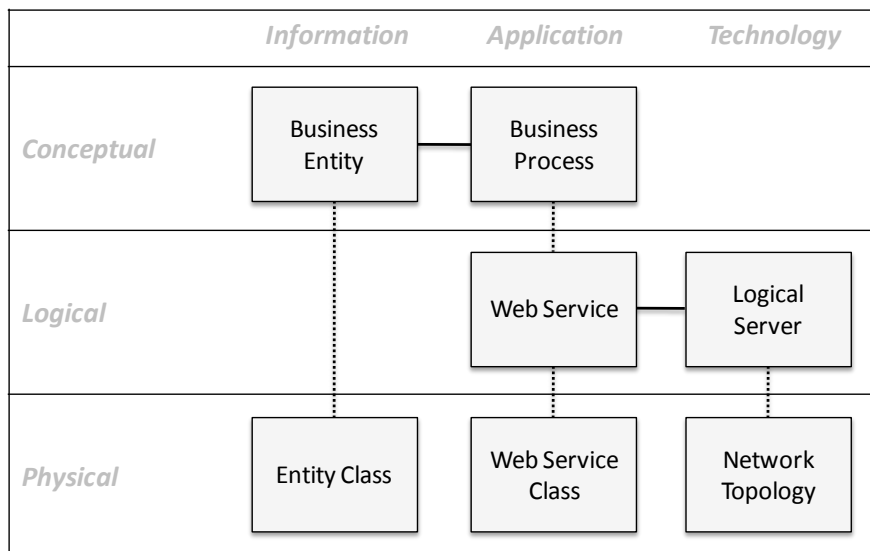 Information Application Technology
Conceptual
Business
Entity
Business
Process
Logical
Web Service
Logical
Server
Physical
Entity Class
Web Service
Class
Network
Topology